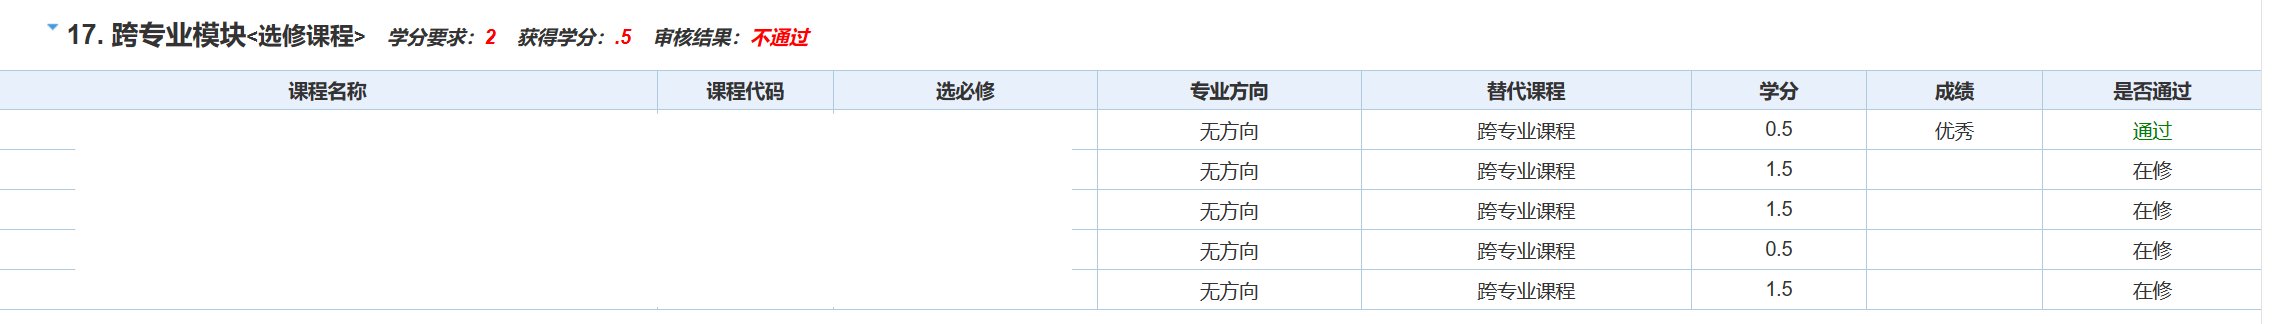 17. 跨专业模块<选修课程> 学分要求：2 获得学分：.5 审核结果：不通过
课程名称 课程代码 选必修 专业方向 替代课程 学分 成绩 是否通过
无方向 跨专业课程 0.5 优秀 通过
无方向 跨专业课程 1.5 在修
无方向 跨专业课程 1.5 在修
无方向 跨专业课程 0.5 在修
无方向 跨专业课程 1.5 在修